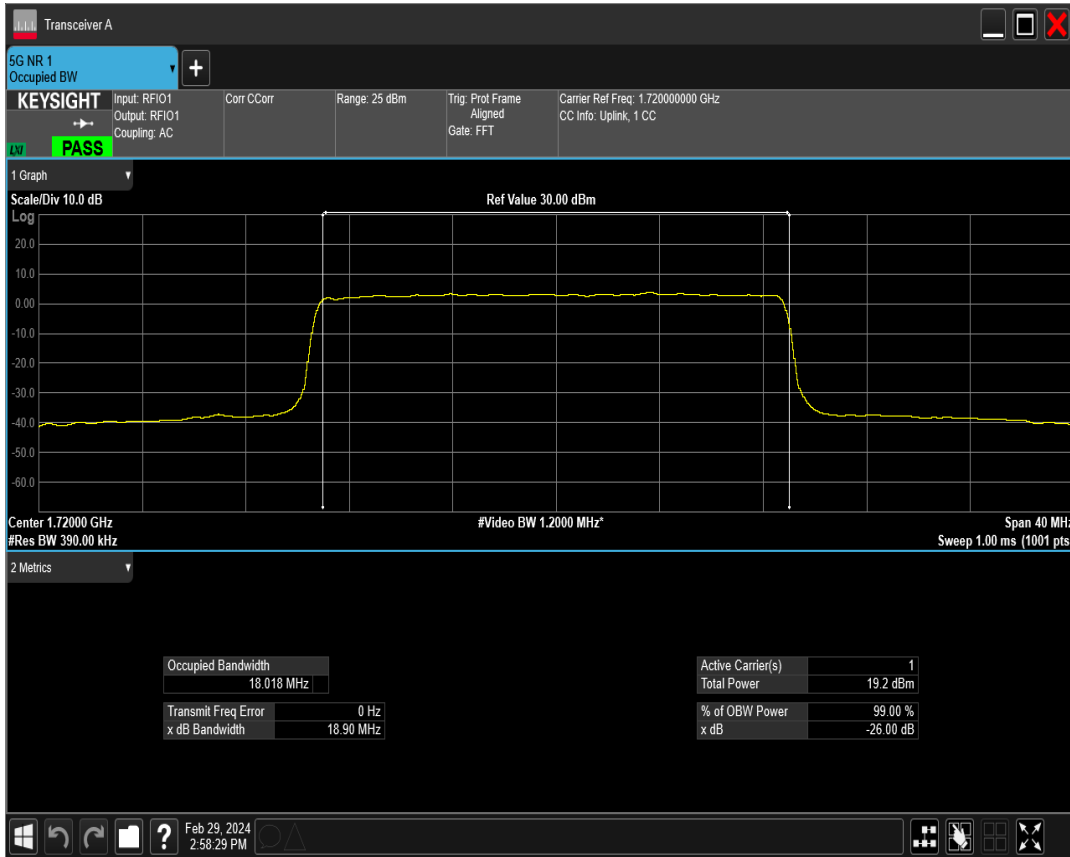 Transceiver A
5G NR 1
Occupied BW
KEYSIGHT
LXI
PASS
Input: RFIO1
Output: RFIO1
Coupling: AC
Corr CCorr
Range: 25 dBm
Trig: Prot Frame
Aligned
Gate: FFT
Carrier Ref Freq: 1.720000000 GHz
CC Info: Uplink, 1 CC
1 Graph
Scale/Div 10.0 dB
Ref Value 30.00 dBm
Log
20.0
10.0
0.00
-10.0
-20.0
-30.0
-40.0
-50.0
-60.0
Center 1.72000 GHz
#Video BW 1.2000 MHz*
Span 40 MHz
#Res BW 390.00 kHz
Sweep 1.00 ms (1001 pts
2 Metrics
Occupied Bandwidth
18.018 MHz
Transmit Freq Error 0 Hz
x dB Bandwidth 18.90 MHz
Active Carrier(s) 1
Total Power 19.2 dBm
% of OBW Power 99.00 %
x dB -26.00 dB
?
Feb 29, 2024
2:58:29 PM